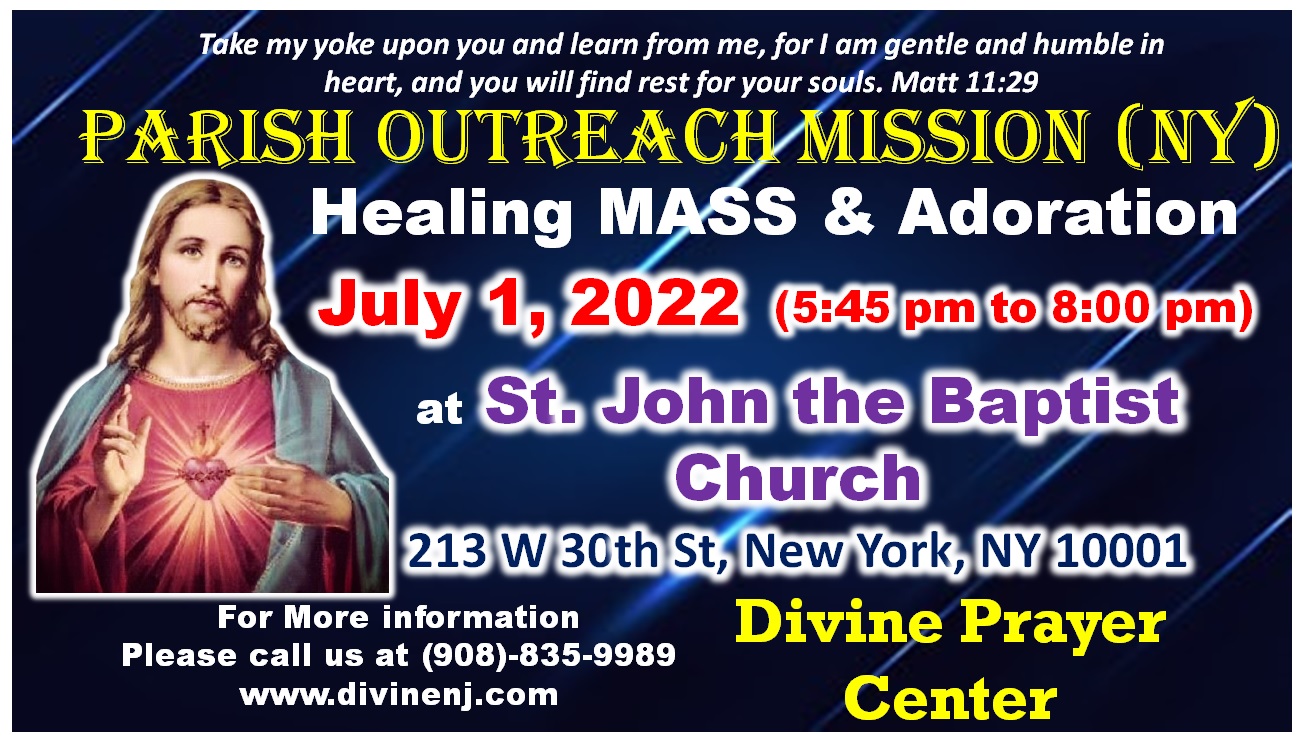 Take my yoke upon you and learn from me, for I am gentle and humble in
heart, and you will find rest for your souls. Matt 11:29
PARISH OUTREACH MISSION (NY)
Healing MASS & Adoration
July 1, 2022 (5:45 pm to 8:00 pm)
at St. John the Baptist
Church
213 W 30th St, New York, NY 10001
For More information
Please call us at (908)-835-9989
www.divinenj.com
Divine Prayer
Center